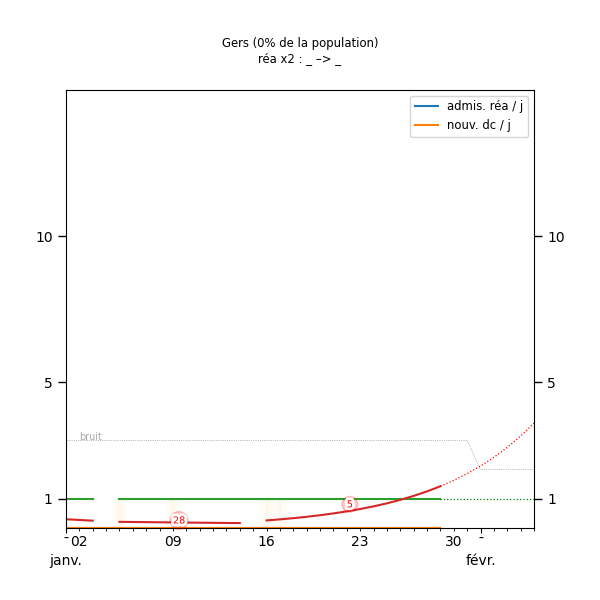 Gers (0% de la population)
réa x2 : _ –> _
admis. réa / j
nouv. dc / j
10 10
5 5
bruit
1 1
5
28
- 02 09 16 23 30 -
janv. févr.